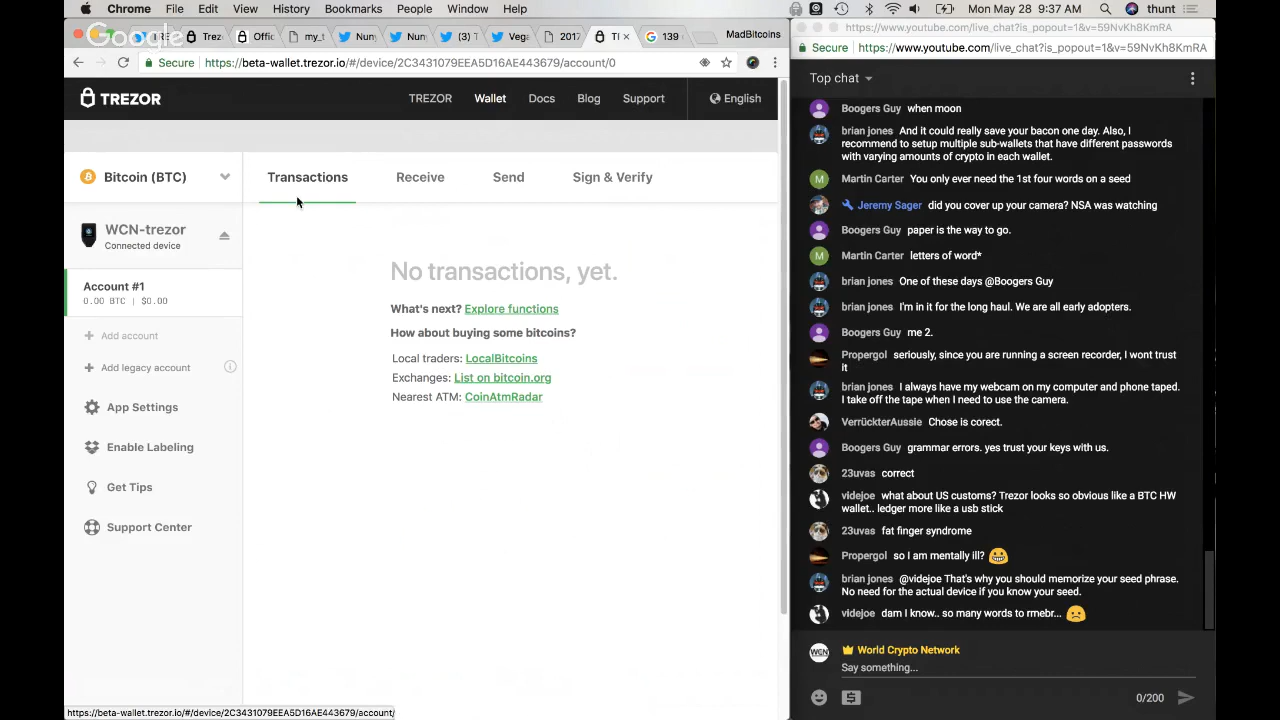 Chrome File Edit View History Bookmarks People Window Help
Mon May 28 9:37 AM thunt
Google
Trez
Offic
my_t
Nun
Nun
(3) T
Vega
2017
139
MadBitcoins
Secure https://beta-wallet.trezor.io/#/device/2C3431079EEA5D16AE443679/account/0
TREZOR
TREZOR Wallet Docs Blog Support English
Bitcoin (BTC)
Transactions Receive Send Sign & Verify
WCN-trezor
Connected device
Account #1
0.00 BTC | $0.00
Add account
Add legacy account
App Settings
Enable Labeling
Get Tips
Support Center
No transactions, yet.
What's next? Explore functions
How about buying some bitcoins?
Local traders: LocalBitcoins
Exchanges: List on bitcoin.org
Nearest ATM: CoinAtmRadar
https://beta-wallet.trezor.io/#/device/2C3431079EEA5D16AE443679/account/
https://www.youtube.com/live_chat?is_popout=1&v=59NvKh8KmRA
Secure https://www.youtube.com/live_chat?is_popout=1&v=59NvKh8KmRA
Top chat
Boogers Guy when moon
brian jones And it could really save your bacon one day. Also, I
recommend to setup multiple sub-wallets that have different passwords
with varying amounts of crypto in each wallet.
M Martin Carter You only ever need the 1st four words on a seed
Jeremy Sager did you cover up your camera? NSA was watching
Boogers Guy paper is the way to go.
M Martin Carter letters of word*
brian jones One of these days @Boogers Guy
brian jones I'm in it for the long haul. We are all early adopters.
Boogers Guy me 2.
Propergol seriously, since you are running a screen recorder, I wont trust
it
brian jones I always have my webcam on my computer and phone taped.
I take off the tape when I need to use the camera.
VerrückterAussie Chose is corect.
Boogers Guy grammar errors. yes trust your keys with us.
23uvas correct
videjoe what about US customs? Trezor looks so obvious like a BTC HW
wallet.. ledger more like a usb stick
23uvas fat finger syndrome
Propergol so I am mentally ill?
brian jones @videjoe That's why you should memorize your seed phrase.
No need for the actual device if you know your seed.
videjoe dam I know.. so many words to rmebr...
WCN World Crypto Network
Say something...
0/200